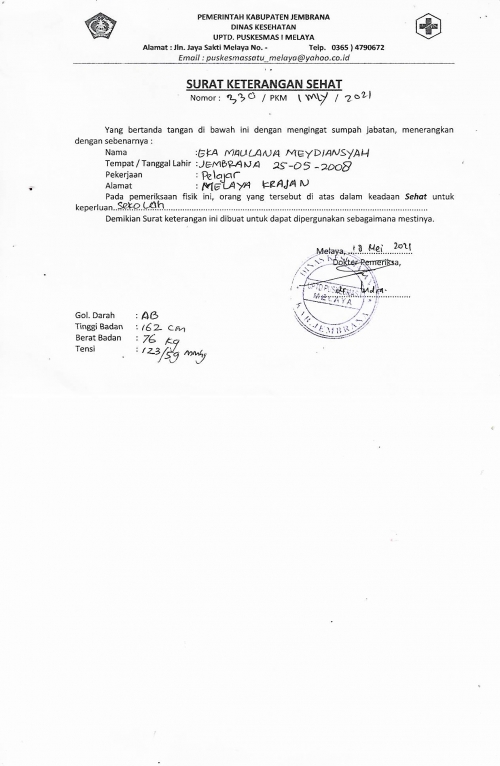 PEMERINTAH KABUPATEN JEMBRANA
DINAS KESEHATAN
UPTD. PUSKESMAS I MELAYA
Alamat : Jln. Jaya Sakti Melaya No. - Telp. 0365 ) 4790672
Email : puskesmassatu_melaya@yahoo.co.id
SURAT KETERANGAN SEHAT
Nomor : 330 / PKM I MLY / 2021
Yang bertanda tangan di bawah ini dengan mengingat sumpah jabatan, menerangkan
dengan sebenarnya :
Nama : EKA MAULANA MEYDIANSYAH
Tempat / Tanggal Lahir : JEMBRANA 25-05-2008
Pekerjaan : Pelajar
Alamat : MELAYA KRAJAN
Pada pemeriksaan fisik ini, orang yang tersebut di atas dalam keadaan Sehat untuk
keperluan. Sekolah
Demikian Surat keterangan ini dibuat untuk dapat dipergunakan sebagaimana mestinya.
Melaya, 18 Mei 2021
Dokter Pemeriksa,
MELAYA
KAB. JEMBRANA
Gol. Darah : AB
Tinggi Badan : 162 cm
Berat Badan : 76 kg
Tensi : 123/59 mmHg